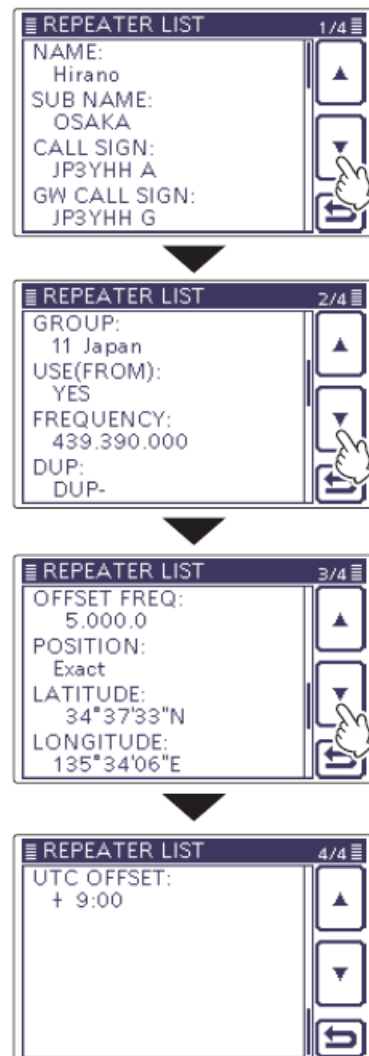 REPEATER LIST 1/4
NAME:
Hirano
SUB NAME:
OSAKA
CALL SIGN:
JP3YHH A
GW CALL SIGN:
JP3YHH G
REPEATER LIST 2/4
GROUP:
11 Japan
USE(FROM):
YES
FREQUENCY:
439.390.000
DUP:
DUP-
REPEATER LIST 3/4
OFFSET FREQ:
5.000.0
POSITION:
Exact
LATITUDE:
34°37'33"N
LONGITUDE:
135°34'06"E
REPEATER LIST 4/4
UTC OFFSET:
+ 9:00